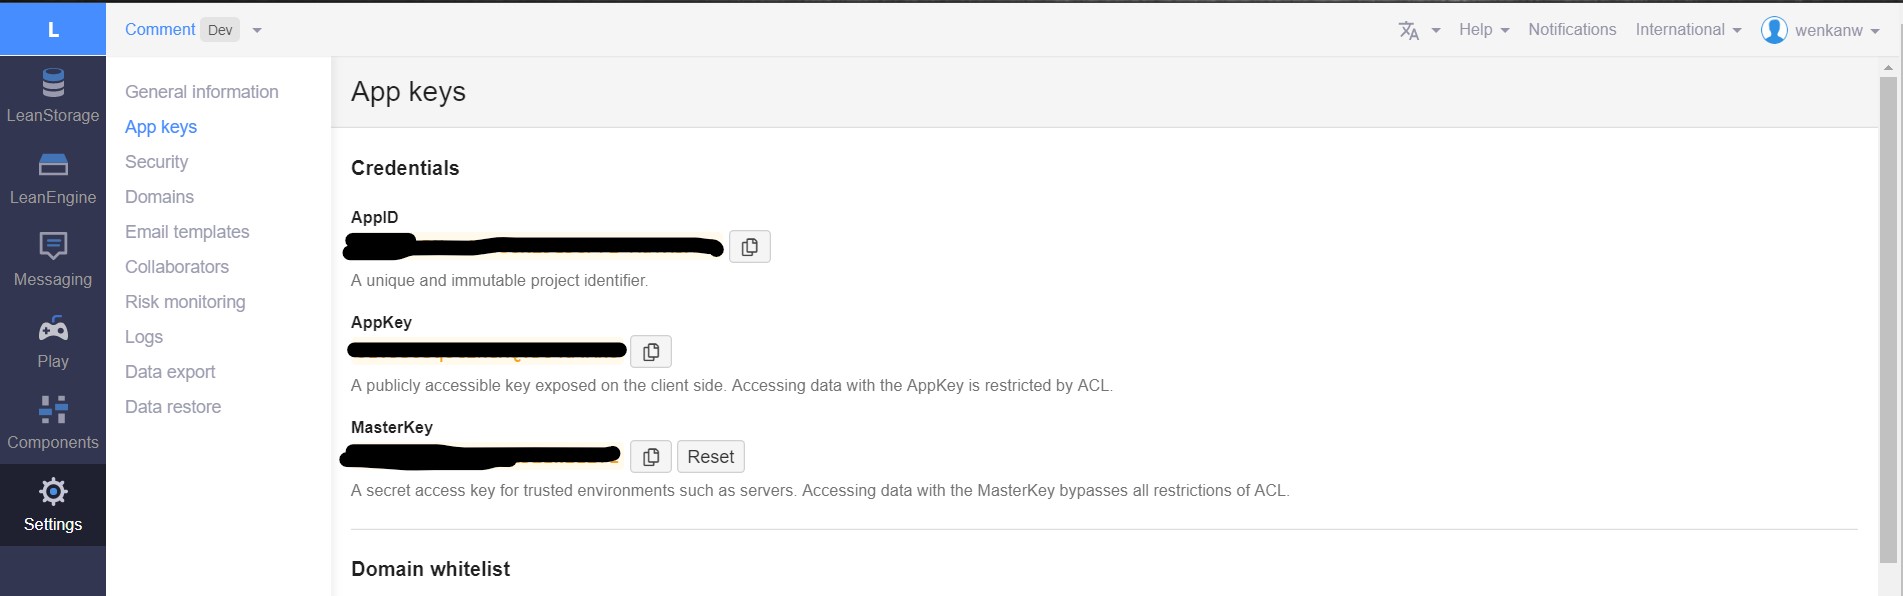 L
Comment Dev
Help
Notifications
International
wenkanw
LeanStorage
LeanEngine
Messaging
Play
Components
Settings
General information
App keys
Security
Domains
Email templates
Collaborators
Risk monitoring
Logs
Data export
Data restore
App keys
Credentials
AppID
A unique and immutable project identifier.
AppKey
A publicly accessible key exposed on the client side. Accessing data with the AppKey is restricted by ACL.
MasterKey
Reset
A secret access key for trusted environments such as servers. Accessing data with the MasterKey bypasses all restrictions of ACL.
Domain whitelist